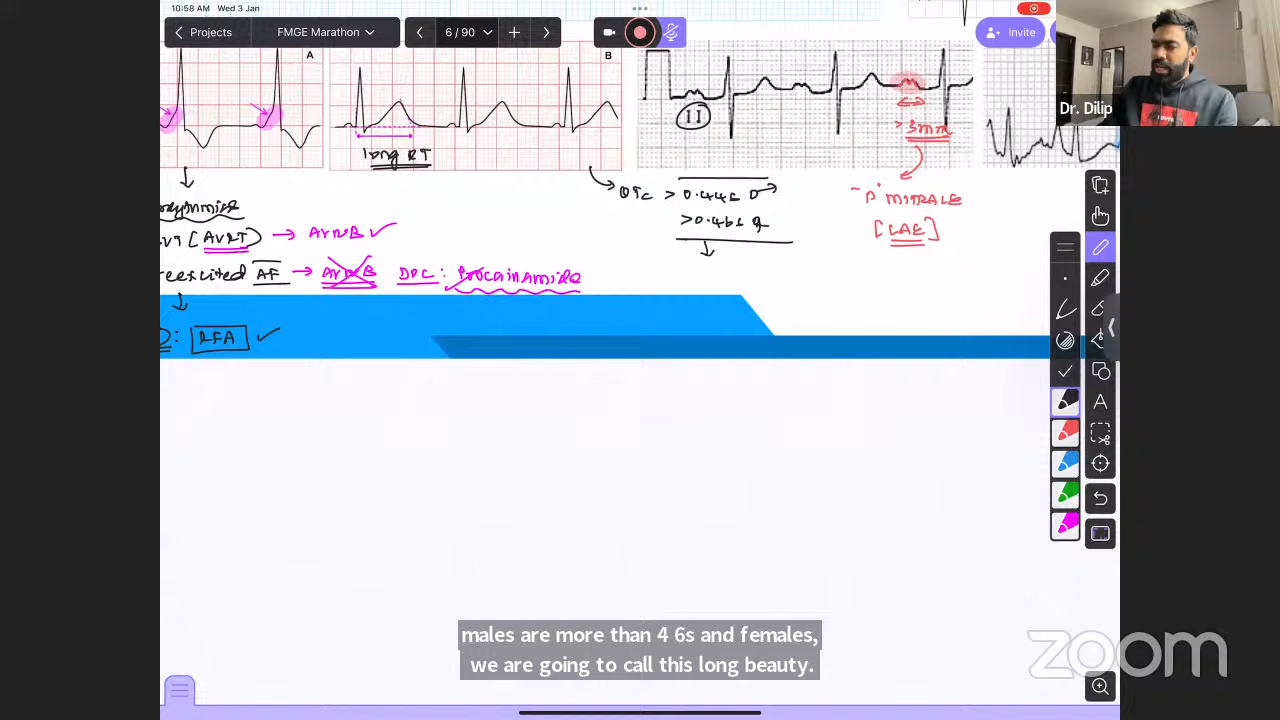 10:58 AM Wed 3 Jan
Projects
FMGE Marathon
6 / 90
Invite
Dr. Dilip
A
B
II
long QT
> 3mm
QTc > 0.44s
> 0.46s
"P" MITRALE
[LAE]
[AVRT) → AVNB ✓
AF → AVNB DOC: Procainamide
: RFA ✓
males are more than 4 6s and females,
we are going to call this long beauty.
zoom